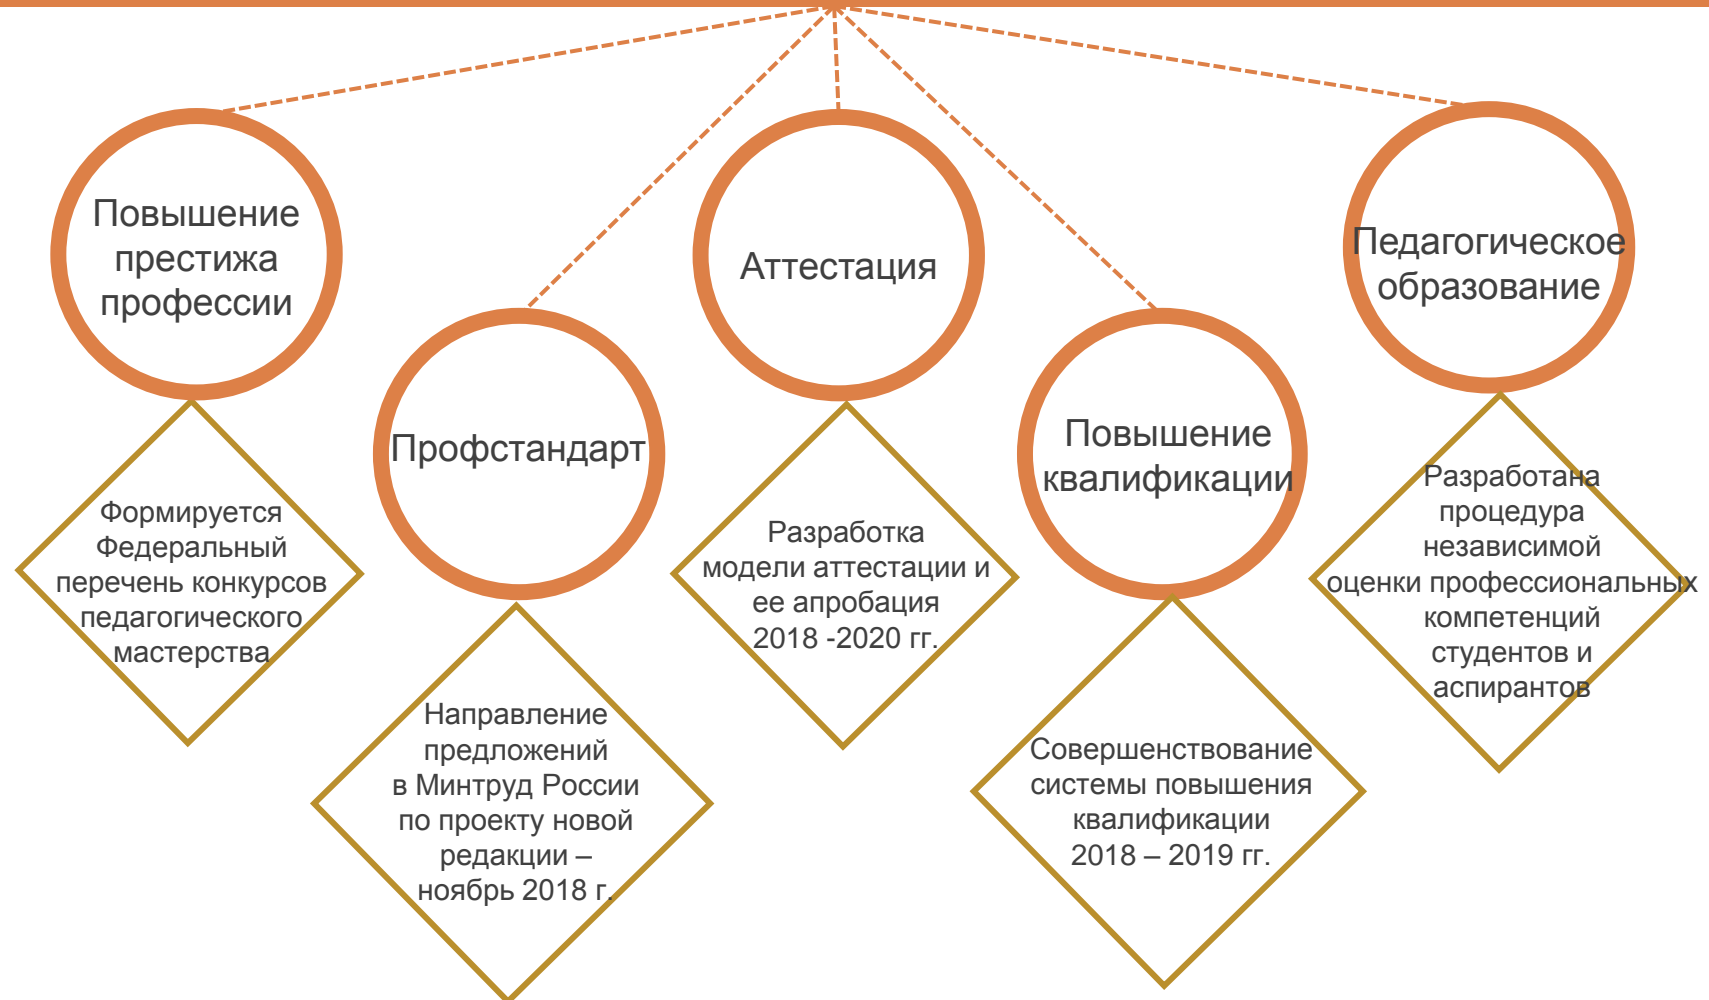 Повышение
престижа
профессии
Формируется
Федеральный
перечень конкурсов
педагогического
мастерства
Профстандарт
Направление
предложений
в Минтруд России
по проекту новой
редакции –
ноябрь 2018 г.
Аттестация
Разработка
модели аттестации и
ее апробация
2018 -2020 гг.
Повышение
квалификации
Совершенствование
системы повышения
квалификации
2018 – 2019 гг.
Педагогическое
образование
Разработана
процедура
независимой
оценки профессиональных
компетенций
студентов и
аспирантов